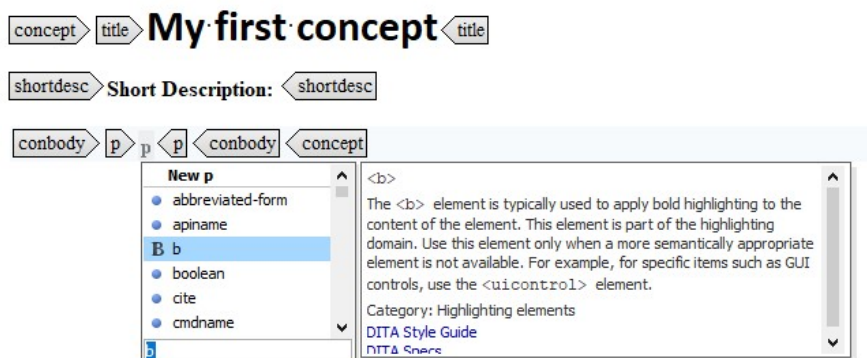 concept title My first concept title
shortdesc Short Description: shortdesc
conbody p p p conbody concept
New p
abbreviated-form
apiname
B b
boolean
cite
cmdname
b
<b>
The <b> element is typically used to apply bold highlighting to the
content of the element. This element is part of the highlighting
domain. Use this element only when a more semantically appropriate
element is not available. For example, for specific items such as GUI
controls, use the <uicontrol> element.
Category: Highlighting elements
DITA Style Guide
DITA Specs